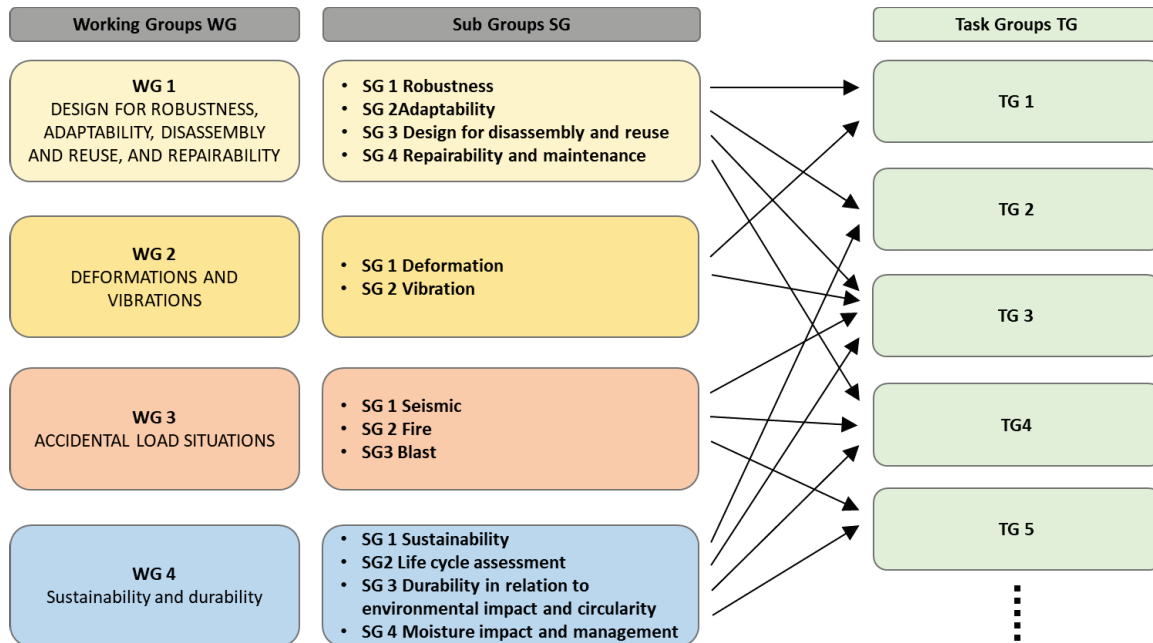 Working Groups WG
Sub Groups SG
Task Groups TG
WG 1
DESIGN FOR ROBUSTNESS,
ADAPTABILITY, DISASSEMBLY
AND REUSE, AND REPAIRABILITY
• SG 1 Robustness
• SG 2Adaptability
• SG 3 Design for disassembly and reuse
• SG 4 Repairability and maintenance
TG 1
TG 2
WG 2
DEFORMATIONS AND
VIBRATIONS
• SG 1 Deformation
• SG 2 Vibration
TG 3
WG 3
ACCIDENTAL LOAD SITUATIONS
• SG 1 Seismic
• SG 2 Fire
• SG3 Blast
TG4
TG 5
WG 4
Sustainability and durability
• SG 1 Sustainability
• SG2 Life cycle assessment
• SG 3 Durability in relation to
environmental impact and circularity
• SG 4 Moisture impact and management